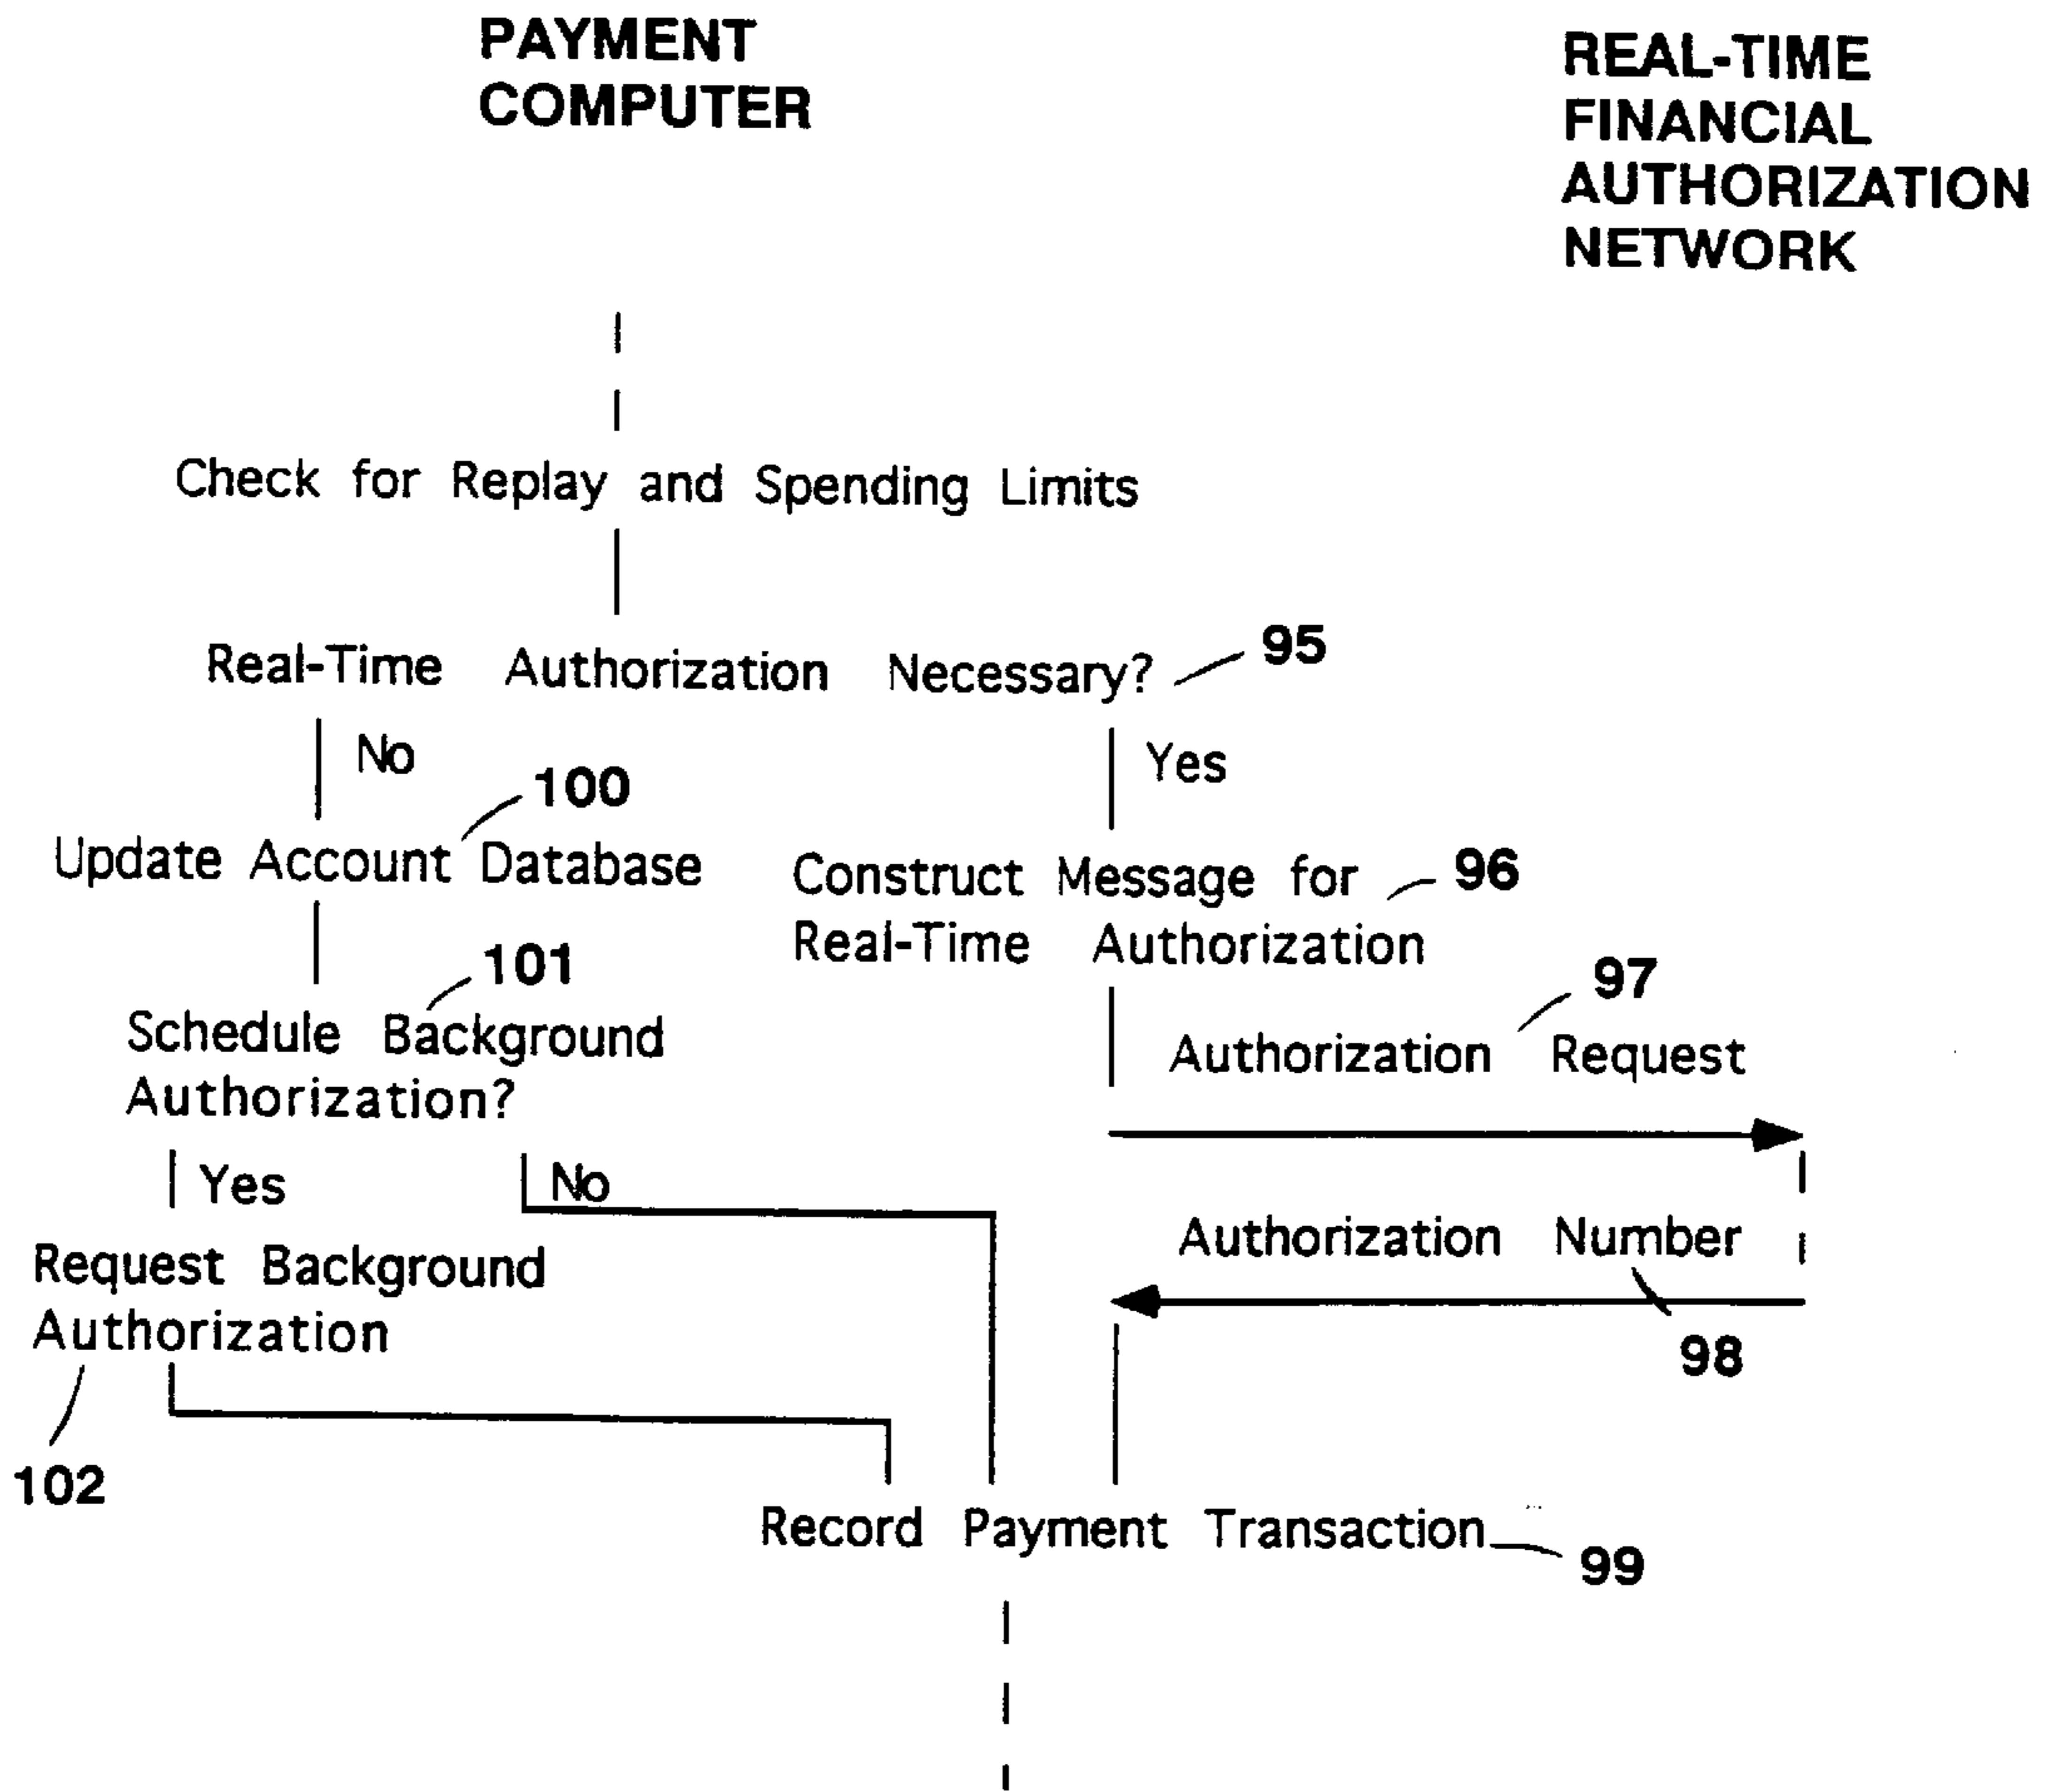 PAYMENT
COMPUTER
REAL-TIME
FINANCIAL
AUTHORIZATION
NETWORK
Check for Replay and Spending Limits
Real-Time Authorization Necessary?
95
No
Yes
100
Update Account Database
Construct Message for
Real-Time Authorization
96
101
Schedule Background
Authorization?
97
Authorization Request
Yes
No
Authorization Number
98
Request Background
Authorization
102
Record Payment Transaction
99